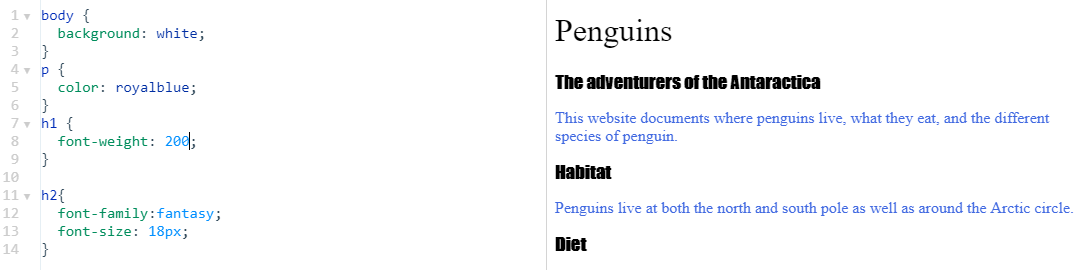 1 body {
2 background: white;
3 }
4 p {
5 color: royalblue;
6 }
7 h1 {
8 font-weight: 200;
9 }
10
11 h2{
12 font-family:fantasy;
13 font-size: 18px;
14 }
Penguins
The adventurers of the Antaractica
This website documents where penguins live, what they eat, and the different
species of penguin.
Habitat
Penguins live at both the north and south pole as well as around the Arctic circle.
Diet